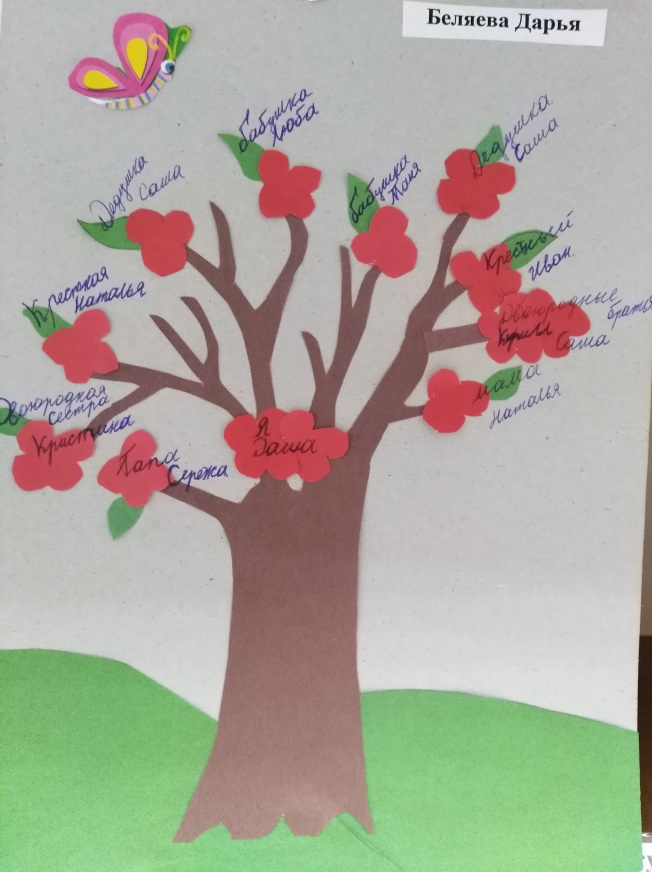 Беляева Дарья
бабушка
Люба
Дедушка
Саша
Дедушка
Саша
бабушка
Таня
Крестный
Иван
Крестная
Наталья
Двоюродные братья
Кирилл
Саша
мама
Наталья
Двоюродная
сестра
Кристина
Я
Даша
Папа
Сережа